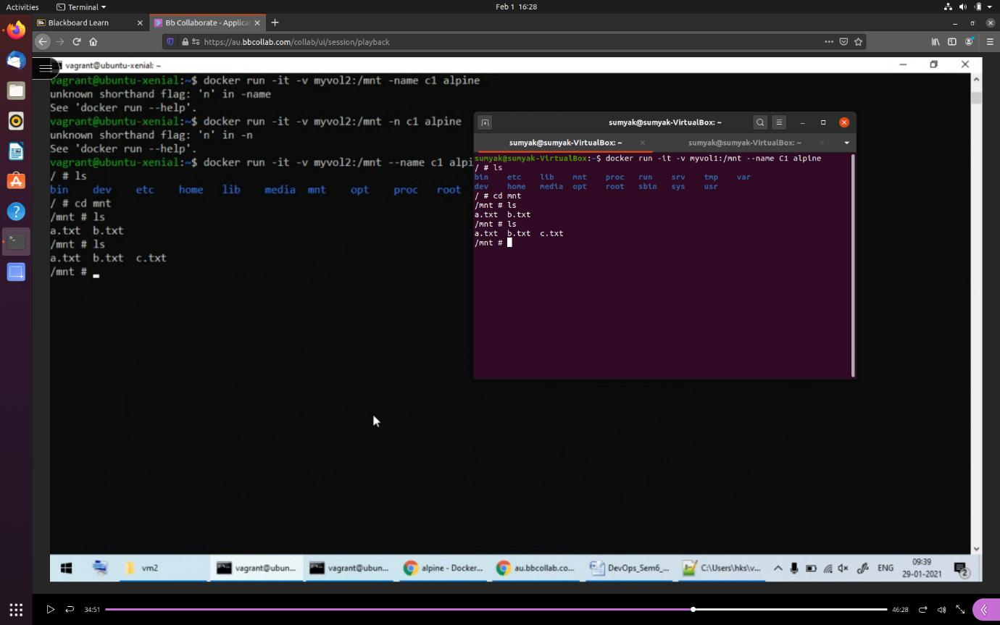 Activities Terminal Feb 1 16:28
Blackboard Learn Bb Collaborate - Applica
https://au.bbcollab.com/collab/ui/session/playback
vagrant@ubuntu-xenial: ~
vagrant@ubuntu-xenial:~$ docker run -it -v myvol2:/mnt -name c1 alpine
unknown shorthand flag: 'n' in -name
See 'docker run --help'.
vagrant@ubuntu-xenial:~$ docker run -it -v myvol2:/mnt -n c1 alpine
unknown shorthand flag: 'n' in -n
See 'docker run --help'.
vagrant@ubuntu-xenial:~$ docker run -it -v myvol2:/mnt --name c1 alpi
/ # ls
bin dev etc home lib media mnt opt proc root
/ # cd mnt
/mnt # ls
a.txt b.txt
/mnt # ls
a.txt b.txt c.txt
/mnt #
sumyak@sumyak-VirtualBox: ~
sumyak@sumyak-VirtualBox: ~ sumyak@sumyak-VirtualBox: ~
sumyak@sumyak-VirtualBox:~$ docker run -it -v myvol1:/mnt --name C1 alpine
/ # ls
bin etc lib mnt proc run srv tmp var
dev home media opt root sbin sys usr
/ # cd mnt
/mnt # ls
a.txt b.txt
/mnt # ls
a.txt b.txt c.txt
/mnt #
vm2 vagrant@ubun... vagrant@ubun... alpine - Docker... au.bbcollab.co... DevOps_Sem6_... C:\Users\hks\v... ENG 09:39
29-01-2021 2
34:51 46:28